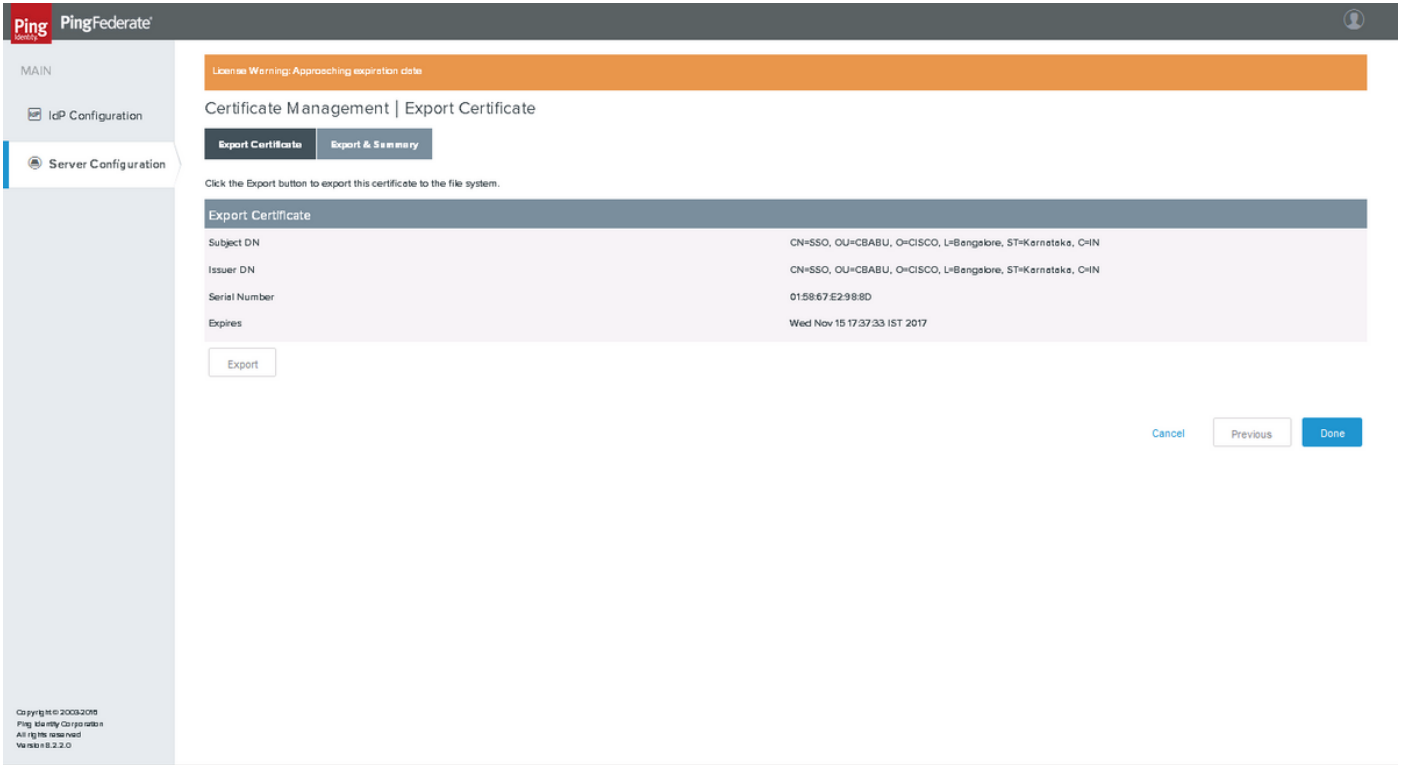 Ping
Identity
PingFederate®
MAIN
License Warning: Approaching expiration date
IdP Configuration
Server Configuration
Certificate Management | Export Certificate
Export Certificate Export & Summary
Click the Export button to export this certificate to the file system.
Export Certificate
Subject DN CN=SSO, OU=CBABU, O=CISCO, L=Bangalore, ST=Karnataka, C=IN
Issuer DN CN=SSO, OU=CBABU, O=CISCO, L=Bangalore, ST=Karnataka, C=IN
Serial Number 01:58:67:E2:98:8D
Expires Wed Nov 15 17:37:33 IST 2017
Export
Cancel Previous Done
Copyright © 2003-2016
Ping Identity Corporation
All rights reserved
Version 8.2.2.0